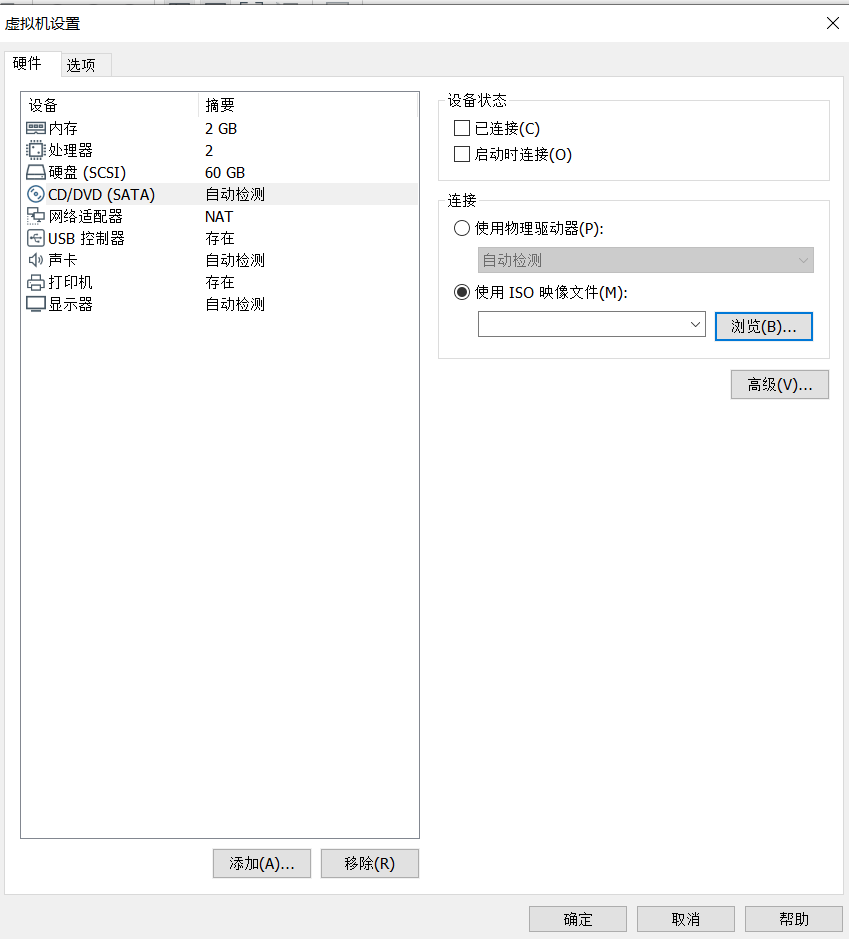 虚拟机设置
硬件 选项
设备 摘要
内存 2 GB
处理器 2
硬盘 (SCSI) 60 GB
CD/DVD (SATA) 自动检测
网络适配器 NAT
USB 控制器 存在
声卡 自动检测
打印机 存在
显示器 自动检测
添加(A)... 移除(R)
设备状态
已连接(C)
启动时连接(O)
连接
使用物理驱动器(P):
自动检测
使用 ISO 映像文件(M):
浏览(B)...
高级(V)...
确定 取消 帮助